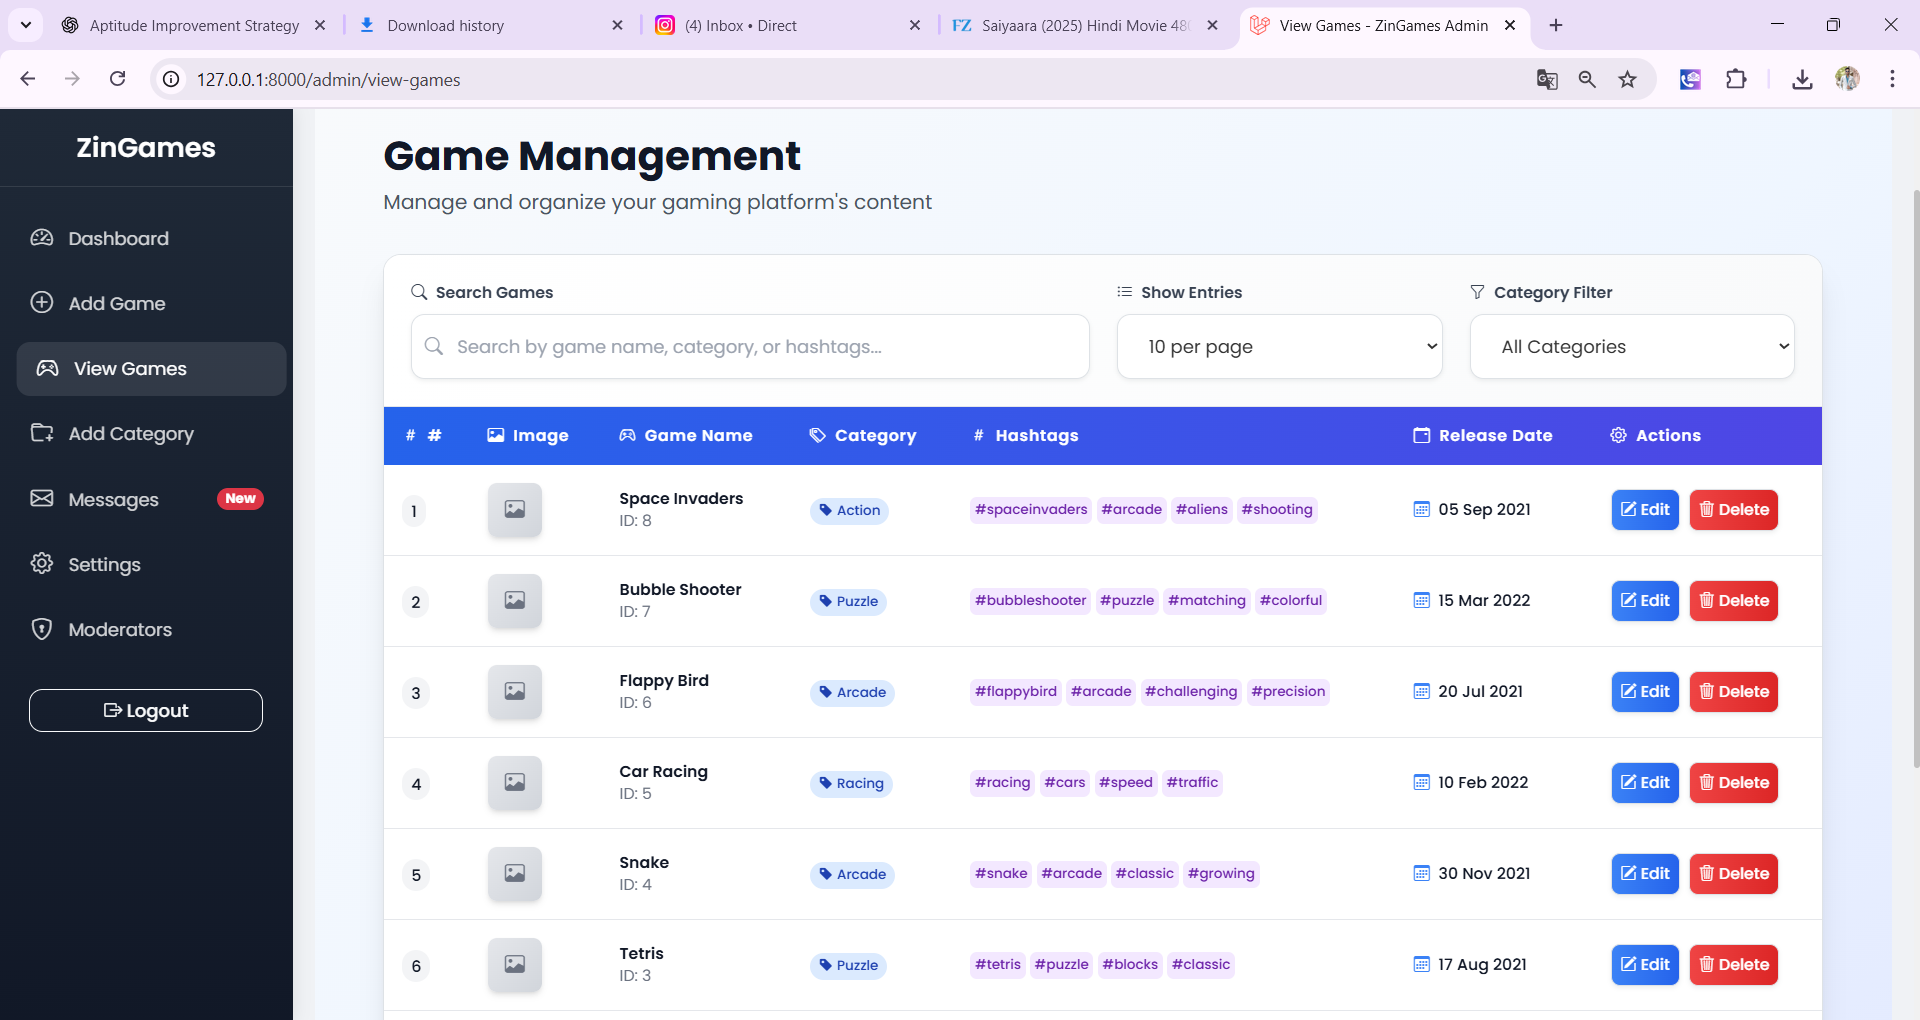 Aptitude Improvement Strategy
Download history
(4) Inbox • Direct
FZ Saiyaara (2025) Hindi Movie 48
View Games - ZinGames Admin
127.0.0.1:8000/admin/view-games
ZinGames
Dashboard
Add Game
View Games
Add Category
Messages New
Settings
Moderators
Logout
Game Management
Manage and organize your gaming platform's content
Search Games
Search by game name, category, or hashtags...
Show Entries
10 per page
Category Filter
All Categories
# # Image Game Name Category # Hashtags Release Date Actions
1 Space Invaders Action #spaceinvaders #arcade #aliens #shooting 05 Sep 2021 Edit Delete
ID: 8
2 Bubble Shooter Puzzle #bubbleshooter #puzzle #matching #colorful 15 Mar 2022 Edit Delete
ID: 7
3 Flappy Bird Arcade #flappybird #arcade #challenging #precision 20 Jul 2021 Edit Delete
ID: 6
4 Car Racing Racing #racing #cars #speed #traffic 10 Feb 2022 Edit Delete
ID: 5
5 Snake Arcade #snake #arcade #classic #growing 30 Nov 2021 Edit Delete
ID: 4
6 Tetris Puzzle #tetris #puzzle #blocks #classic 17 Aug 2021 Edit Delete
ID: 3